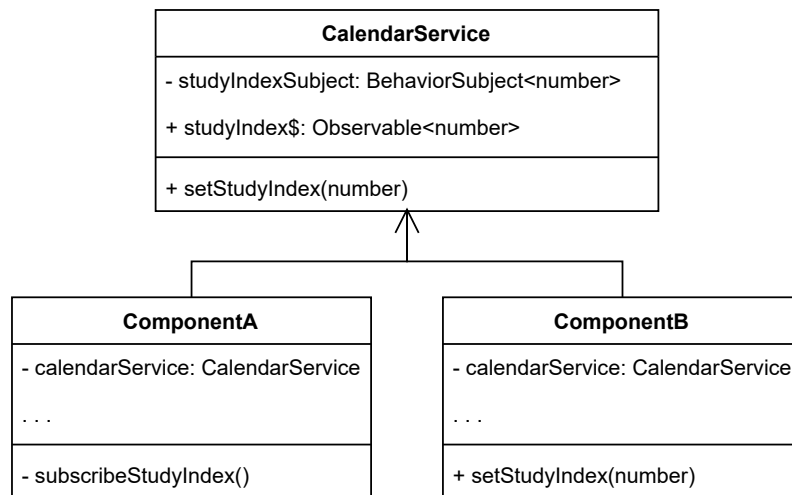 CalendarService
- studyIndexSubject: BehaviorSubject<number>
+ studyIndex$: Observable<number>
+ setStudyIndex(number)
ComponentA
- calendarService: CalendarService
. . .
- subscribeStudyIndex()
ComponentB
- calendarService: CalendarService
. . .
+ setStudyIndex(number)